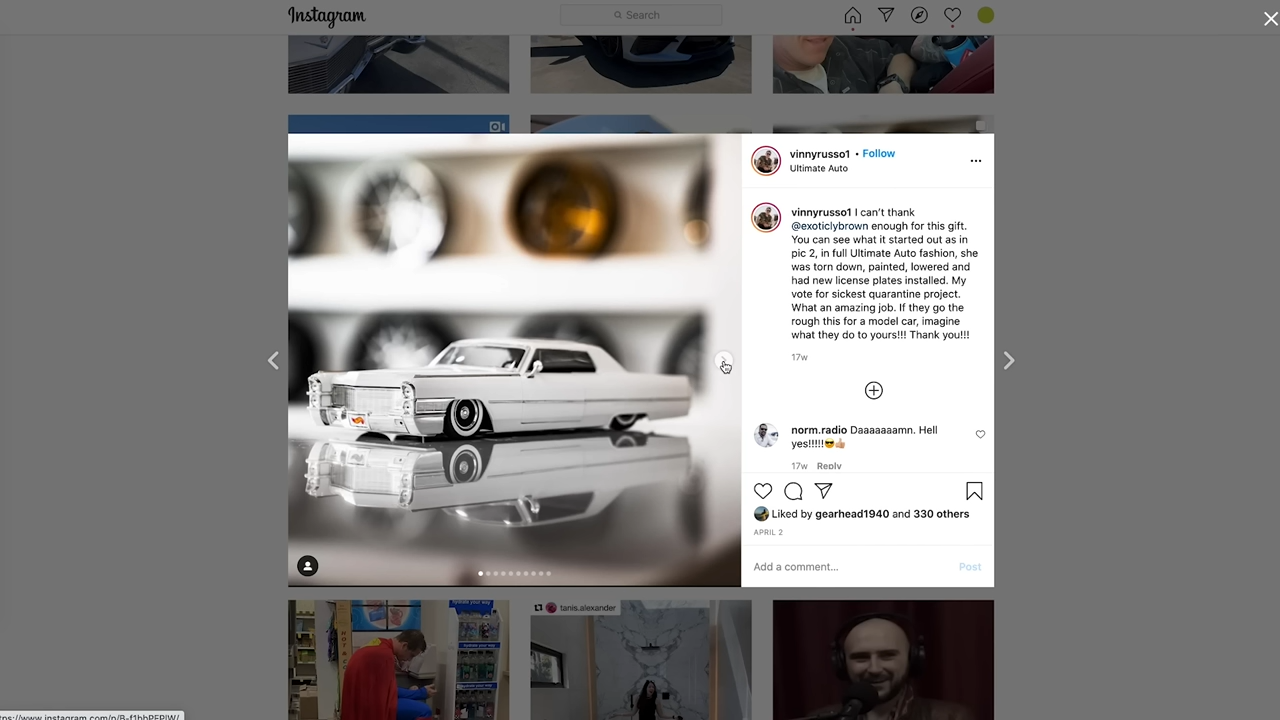 Instagram
Search
vinnyrusso1 • Follow
Ultimate Auto
vinnyrusso1 I can't thank
@exoticlybrown enough for this gift.
You can see what it started out as in
pic 2, in full Ultimate Auto fashion, she
was torn down, painted, lowered and
had new license plates installed. My
vote for sickest quarantine project.
What an amazing job. If they go the
rough this for a model car, imagine
what they do to yours!!! Thank you!!!
17w
norm.radio Daaaaaaamn. Hell
yes!!!!!😎👍🏼
17w Reply
Liked by gearhead1940 and 330 others
APRIL 2
Add a comment... Post
hydrate your way
tanis.alexander